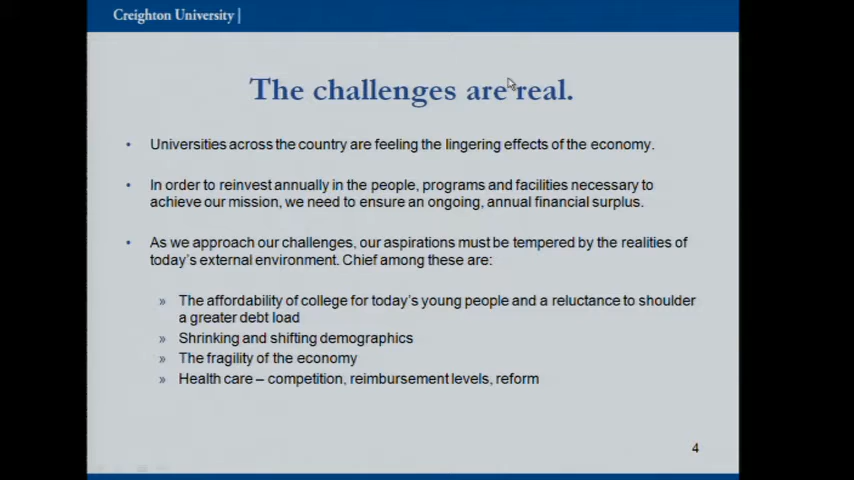 Creighton University
The challenges are real.
• Universities across the country are feeling the lingering effects of the economy.
• In order to reinvest annually in the people, programs and facilities necessary to
achieve our mission, we need to ensure an ongoing, annual financial surplus.
• As we approach our challenges, our aspirations must be tempered by the realities of
today's external environment. Chief among these are:
» The affordability of college for today's young people and a reluctance to shoulder
a greater debt load
» Shrinking and shifting demographics
» The fragility of the economy
» Health care – competition, reimbursement levels, reform
4